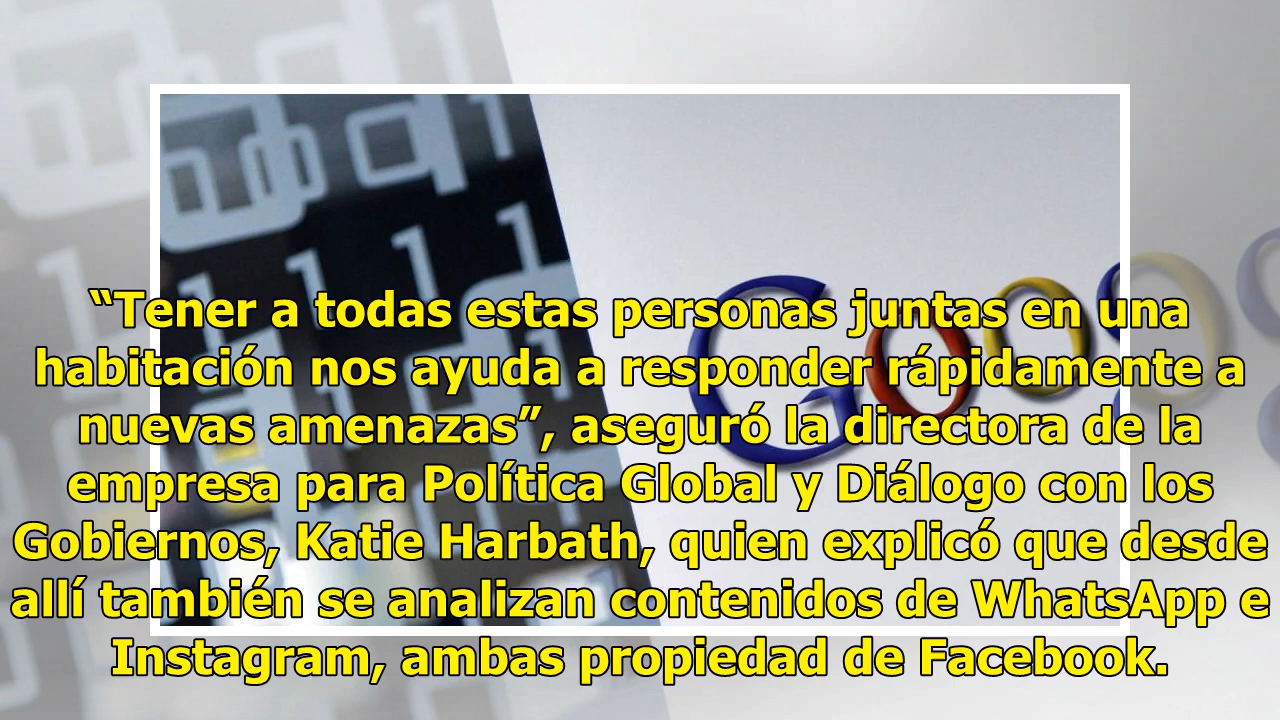 “Tener a todas estas personas juntas en una
habitación nos ayuda a responder rápidamente a
nuevas amenazas”, aseguró la directora de la
empresa para Política Global y Diálogo con los
Gobiernos, Katie Harbath, quien explicó que desde
allí también se analizan contenidos de WhatsApp e
Instagram, ambas propiedad de Facebook.